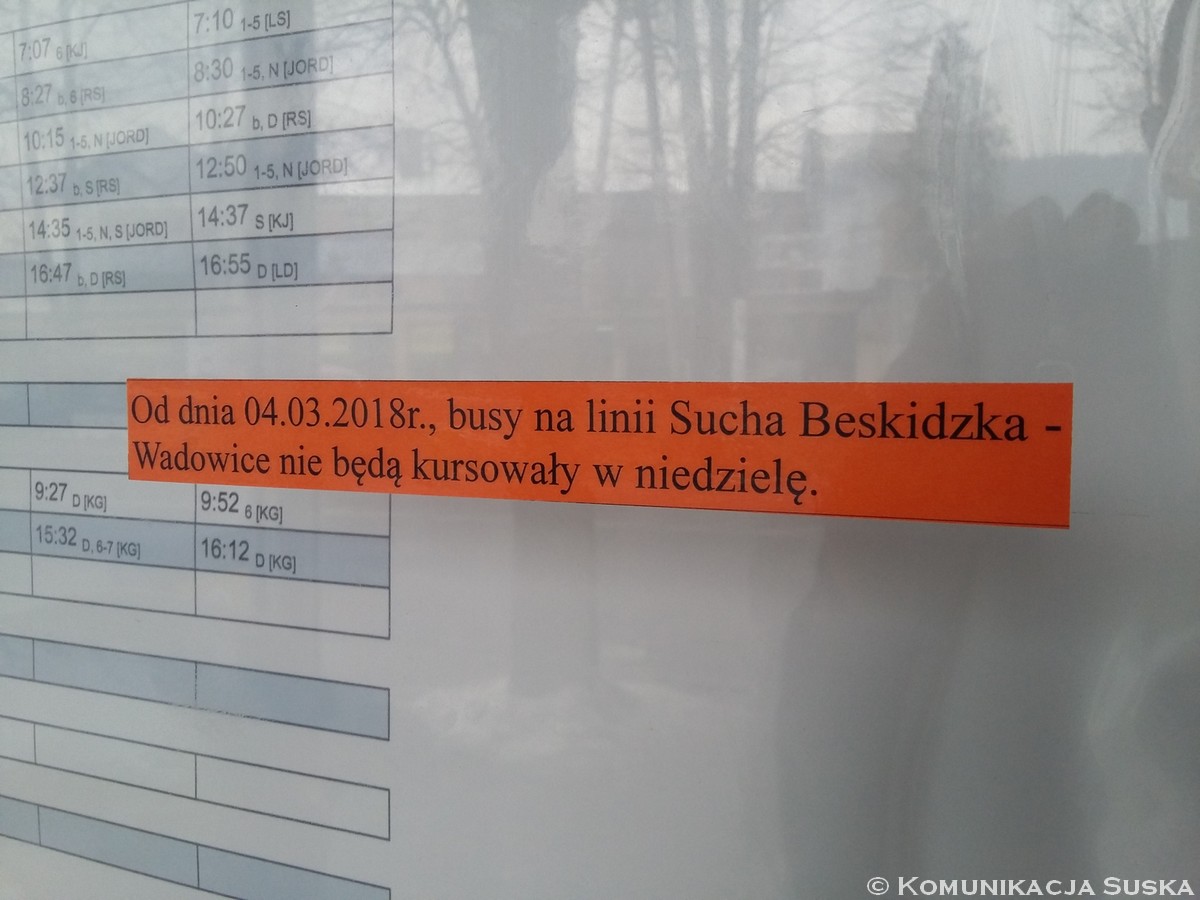 7:10 1-5 [LS]
7:07 6 [KJ]
8:30 1-5, N [JORD]
8:27 b, 6 [RS]
10:27 b, D [RS]
10:15 1-5, N [JORD]
12:50 1-5, N [JORD]
12:37 b, S [RS]
14:37 S [KJ]
14:35 1-5, N, S [JORD]
16:55 D [LD]
16:47 b, D [RS]
Od dnia 04.03.2018r., busy na linii Sucha Beskidzka -
Wadowice nie będą kursowały w niedzielę.
9:27 D [KG]
9:52 6 [KG]
15:32 D, 6-7 [KG]
16:12 D [KG]
© Komunikacja Suska